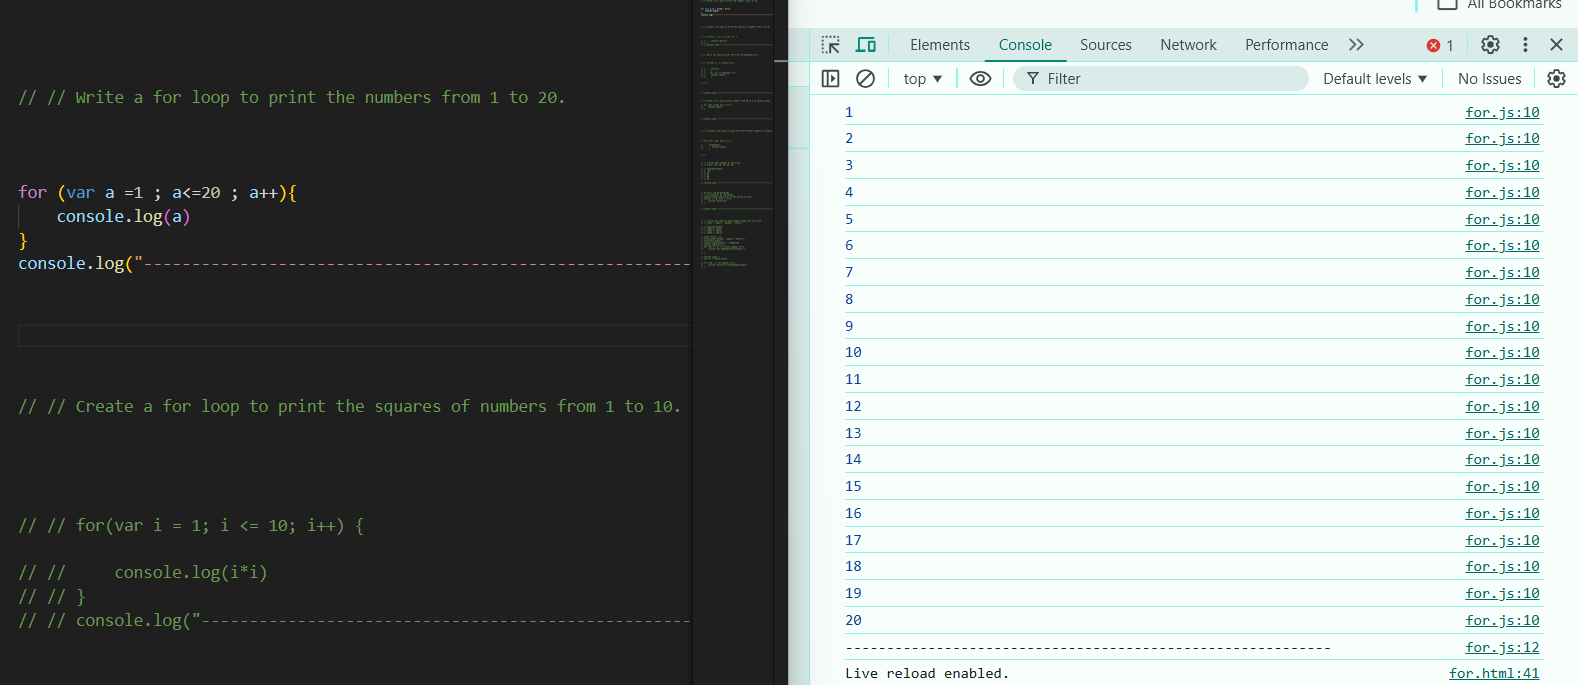 // // Write a for loop to print the numbers from 1 to 20.
for (var a =1 ; a<=20 ; a++){
    console.log(a)
}
console.log("---------------------------------------------------------
// // Create a for loop to print the squares of numbers from 1 to 10.
// // for(var i = 1; i <= 10; i++) {
// //     console.log(i*i)
// // }
// // console.log("---------------------------------------------------
All Bookmarks
Elements Console Sources Network Performance 1
top Filter Default levels No Issues
1 for.js:10
2 for.js:10
3 for.js:10
4 for.js:10
5 for.js:10
6 for.js:10
7 for.js:10
8 for.js:10
9 for.js:10
10 for.js:10
11 for.js:10
12 for.js:10
13 for.js:10
14 for.js:10
15 for.js:10
16 for.js:10
17 for.js:10
18 for.js:10
19 for.js:10
20 for.js:10
----------------------------------------------------------- for.js:12
Live reload enabled. for.html:41